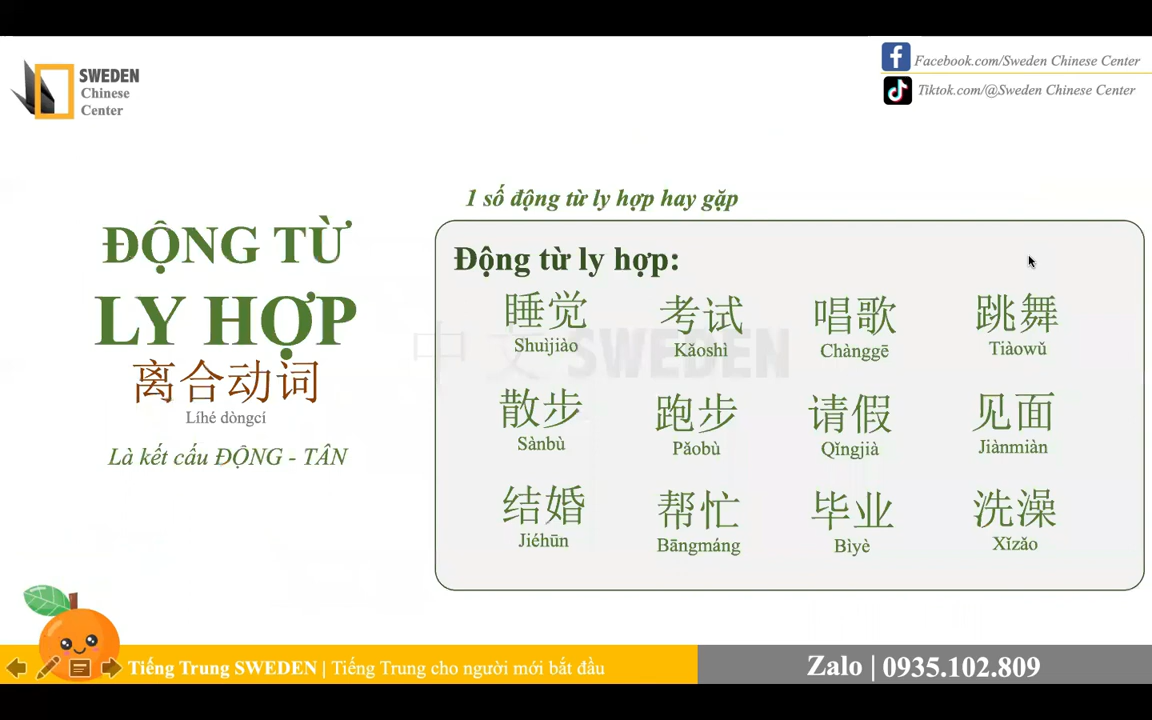 SWEDEN
Chinese
Center
Facebook.com/Sweden Chinese Center
Tiktok.com/@Sweden Chinese Center
ĐỘNG TỪ
LY HỢP
离合动词
Líhé dòngcí
Là kết cấu ĐỘNG - TÂN
1 số động từ ly hợp hay gặp
Động từ ly hợp:
睡觉 考试 唱歌 跳舞
Shuìjiào Kǎoshì Chànggē Tiàowǔ
中文 SWEDEN
散步 跑步 请假 见面
Sànbù Pǎobù Qǐngjià Jiànmiàn
结婚 帮忙 毕业 洗澡
Jiéhūn Bāngmáng Bìyè Xǐzǎo
Tiếng Trung SWEDEN | Tiếng Trung cho người mới bắt đầu
Zalo | 0935.102.809